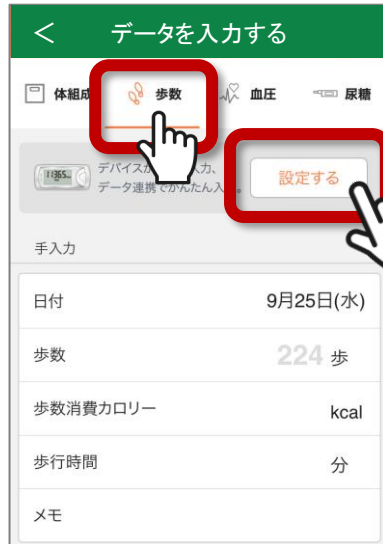 データを入力する
体組成 歩数 血圧 尿糖
デバイスか 入力、
データ連携でかんたん入 。
設定する
手入力
日付 9月25日(水)
歩数 224 歩
歩数消費カロリー kcal
歩行時間 分
メモ